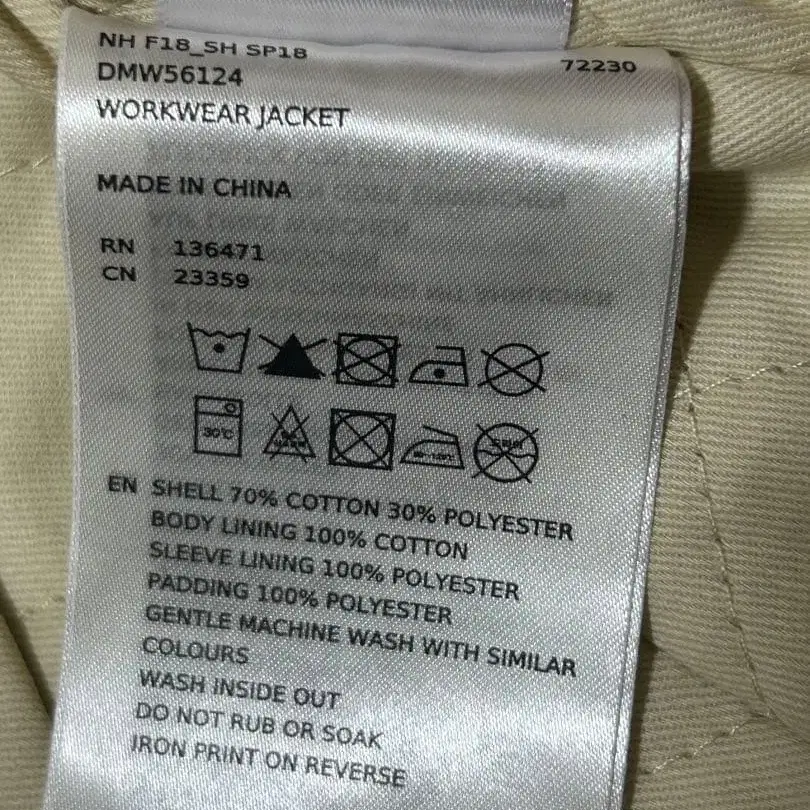 NH F18_SH SP18 72230
DMW56124
WORKWEAR JACKET
MADE IN CHINA
RN 136471
CN 23359
30°C
EN SHELL 70% COTTON 30% POLYESTER
BODY LINING 100% COTTON
SLEEVE LINING 100% POLYESTER
PADDING 100% POLYESTER
GENTLE MACHINE WASH WITH SIMILAR
COLOURS
WASH INSIDE OUT
DO NOT RUB OR SOAK
IRON PRINT ON REVERSE